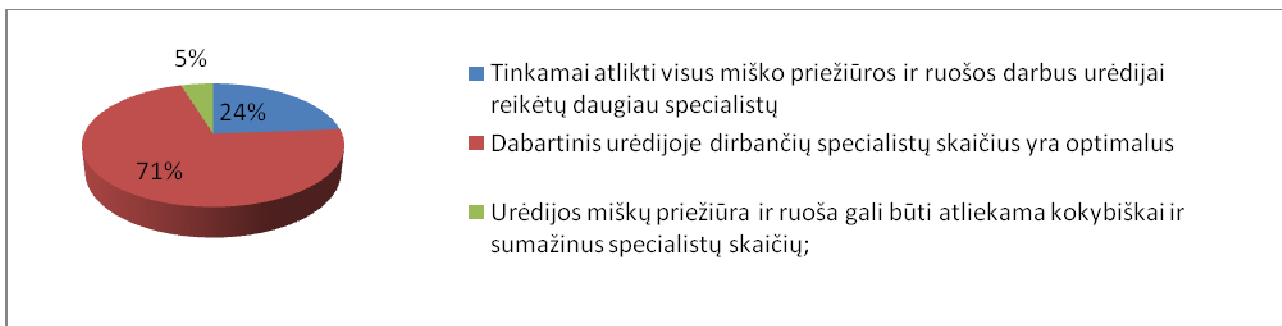 5%
24%
71%
Tinkamai atlikti visus miško priežiūros ir ruošos darbus urėdijai
reikėtų daugiau specialistų
Dabartinis urėdijoje dirbančių specialistų skaičius yra optimalus
Urėdijos miškų priežiūra ir ruoša gali būti atliekama kokybiškai ir
sumažinus specialistų skaičių;